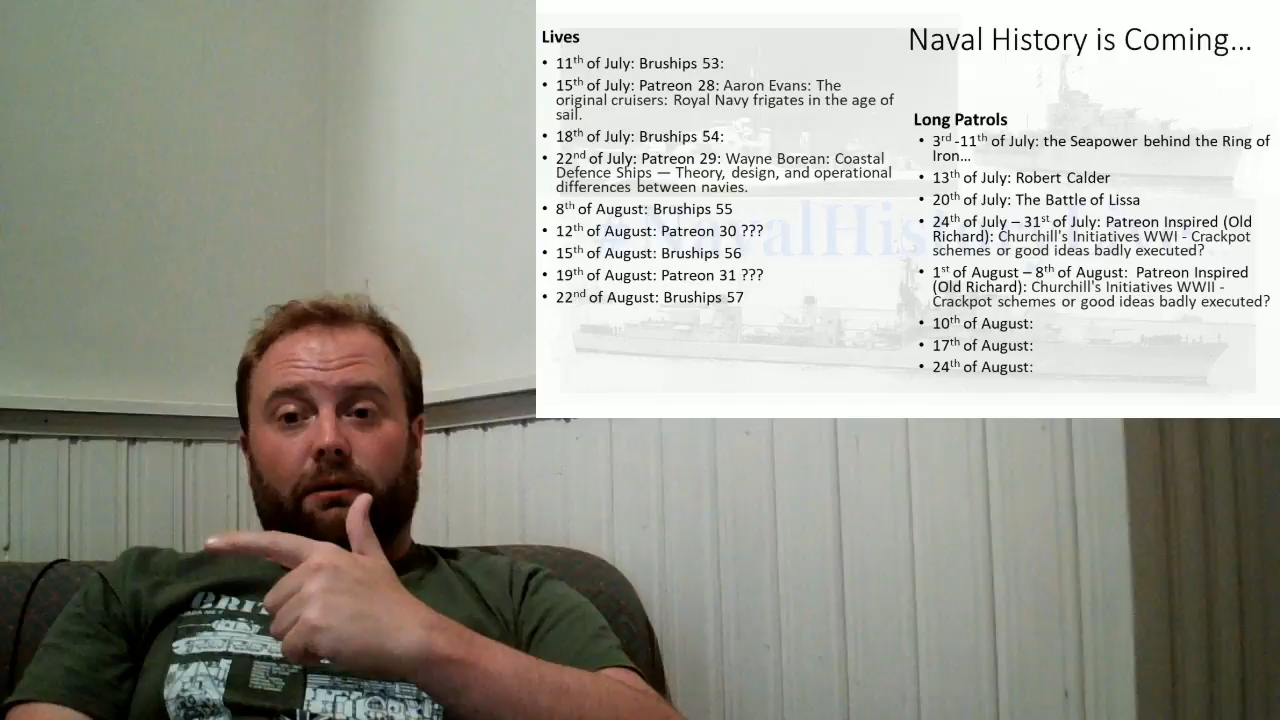 Naval History is Coming...
Lives
• 11th of July: Bruships 53:
• 15th of July: Patreon 28: Aaron Evans: The
original cruisers: Royal Navy frigates in the age of
sail.
• 18th of July: Bruships 54:
• 22nd of July: Patreon 29: Wayne Borean: Coastal
Defence Ships — Theory, design, and operational
differences between navies.
• 8th of August: Bruships 55
• 12th of August: Patreon 30 ???
• 15th of August: Bruships 56
• 19th of August: Patreon 31 ???
• 22nd of August: Bruships 57
Long Patrols
• 3rd -11th of July: the Seapower behind the Ring of
Iron...
• 13th of July: Robert Calder
• 20th of July: The Battle of Lissa
• 24th of July – 31st of July: Patreon Inspired (Old
Richard): Churchill's Initiatives WWI - Crackpot
schemes or good ideas badly executed?
• 1st of August – 8th of August: Patreon Inspired
(Old Richard): Churchill's Initiatives WWII -
Crackpot schemes or good ideas badly executed?
• 10th of August:
• 17th of August:
• 24th of August: